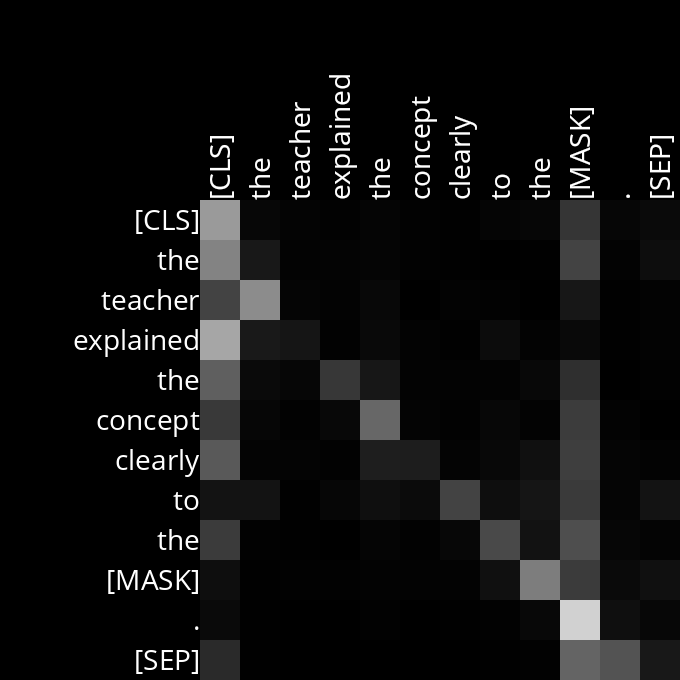 [CLS] the teacher explained the concept clearly to the [MASK] . [SEP]
[CLS]
the
teacher
explained
the
concept
clearly
to
the
[MASK]
.
[SEP]